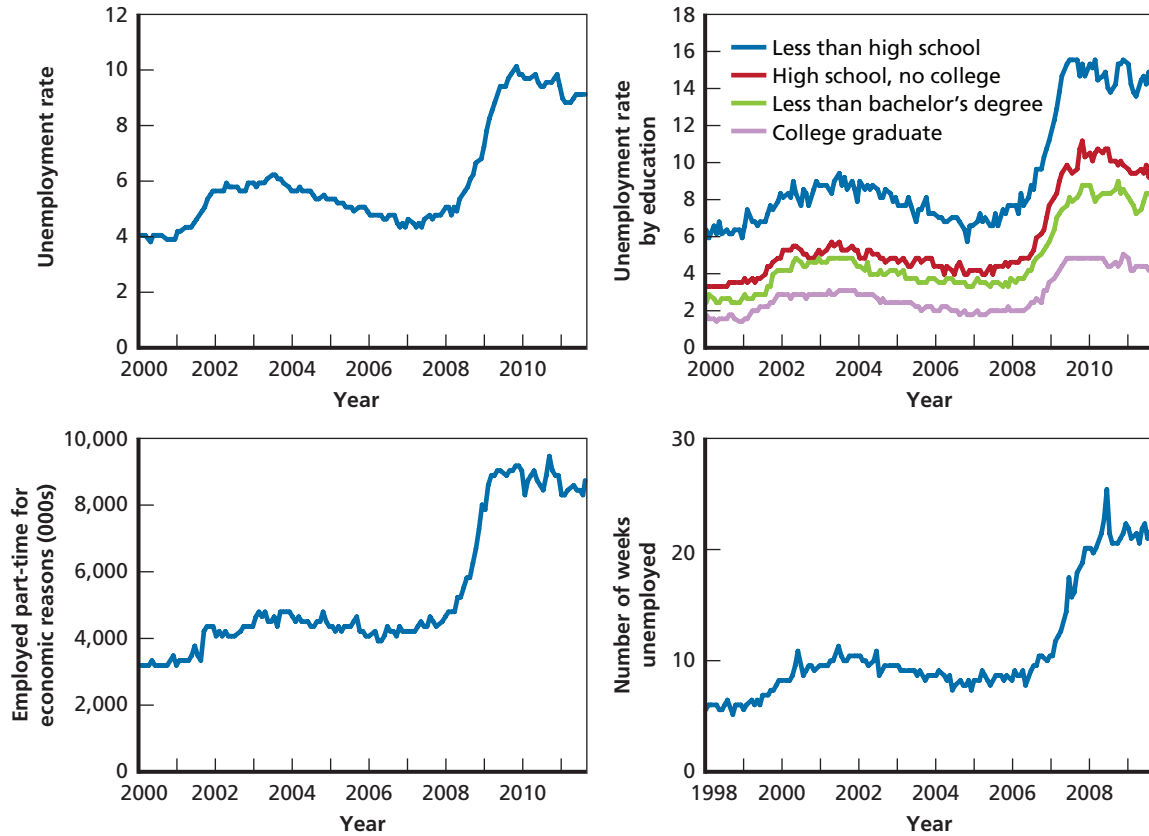 Unemployment rate
12
10
8
6
4
2
0
2000 2002 2004 2006 2008 2010
Year
Unemployment rate
by education
18
16
14
12
10
8
6
4
2
0
Less than high school
High school, no college
Less than bachelor's degree
College graduate
2000 2002 2004 2006 2008 2010
Year
Employed part-time for
economic reasons (000s)
10,000
8,000
6,000
4,000
2,000
0
2000 2002 2004 2006 2008 2010
Year
Number of weeks
unemployed
30
20
10
0
1998 2000 2002 2004 2006 2008
Year